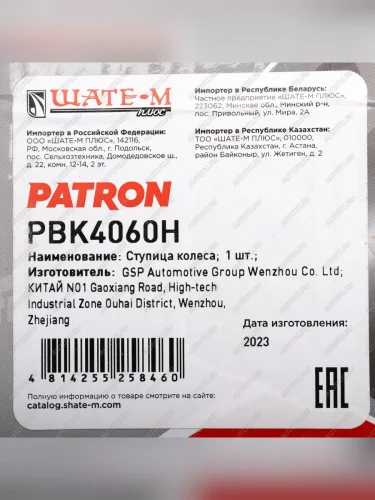 ШАТЕ-М
ПЛЮС
Импортер в Российской Федерации:
ООО «ШАТЕ-М ПЛЮС», 142116,
РФ, Московская обл., г. Подольск,
пос. Сельхозтехника, Домодедовское ш.,
д. 22, комн. 12-14, 2 эт.
Импортер в Республике Беларусь:
Частное предприятие «ШАТЕ-М ПЛЮС»,
223062, Минская обл., Минский р-н,
пос. Привольный, ул. Мира, 2А
Импортер в Республике Казахстан:
ТОО «ШАТЕ-М ПЛЮС», 010000,
Республика Казахстан, г. Астана,
район Байконыр, ул. Жетиген, д. 2
PATRON
PBK4060H
Наименование: Ступица колеса; 1 шт.;
Изготовитель: GSP Automotive Group Wenzhou Co. Ltd;
КИТАЙ NO1 Gaoxiang Road, High-tech
Industrial Zone Ouhai District, Wenzhou,
Zhejiang
Дата изготовления:
2023
4 814255 258460
Более подробную информацию
о товаре смотрите на сайте
catalog.shate-m.com
EAC